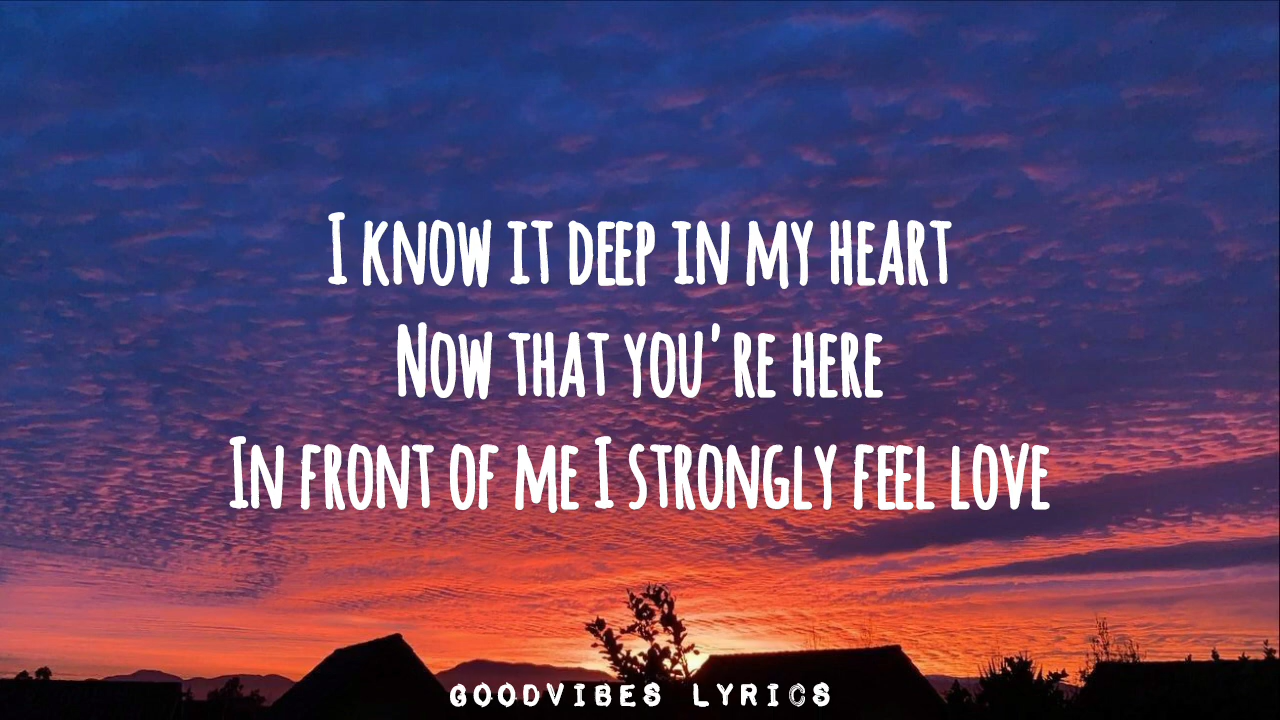 I know it deep in my heart
Now that you're here
In front of me I strongly feel love
GOODVIBES LYRICS